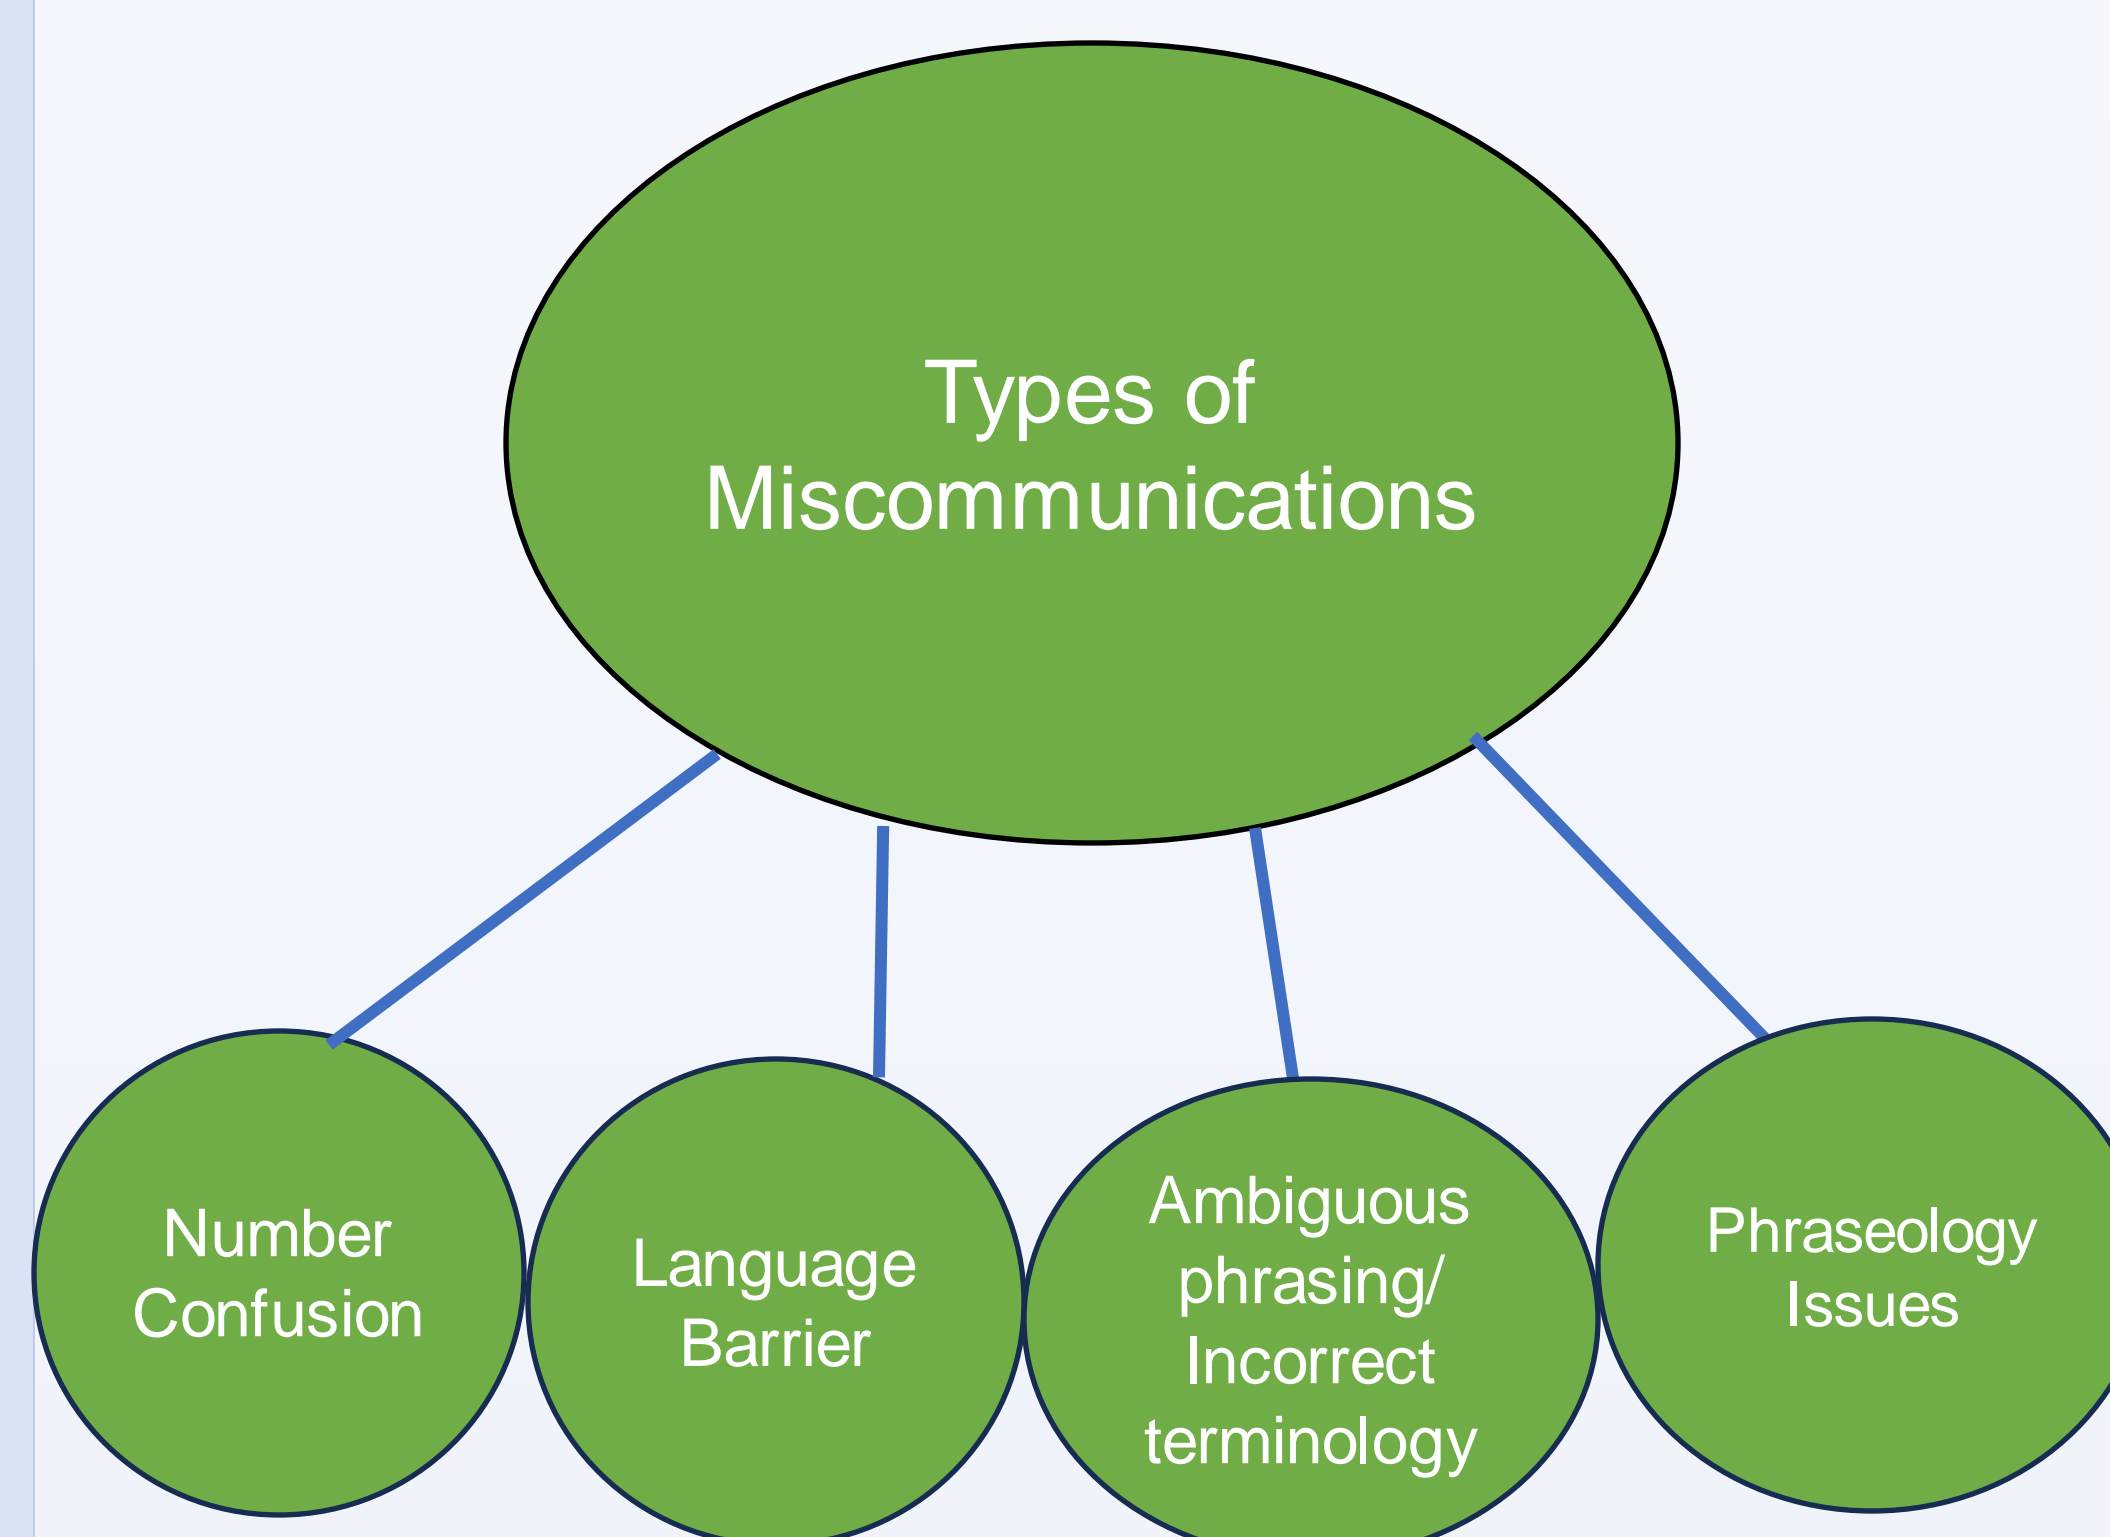 Types of
Miscommunications
Number
Confusion
Language
Barrier
Ambiguous
phrasing/
Incorrect
terminology
Phraseology
Issues